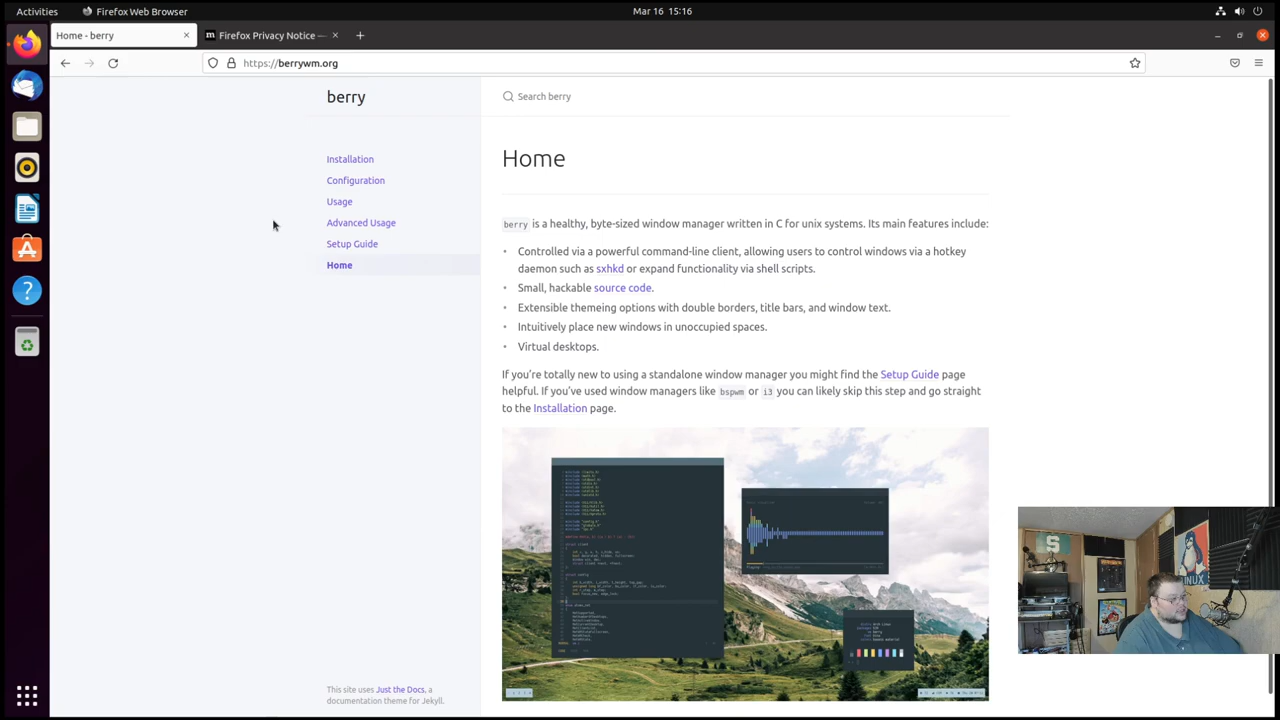 Activities
Firefox Web Browser
Mar 16 15:16
Home - berry
Firefox Privacy Notice —
https://berrywm.org
berry
Search berry
Installation
Configuration
Usage
Advanced Usage
Setup Guide
Home
Home
berry is a healthy, byte-sized window manager written in C for unix systems. Its main features include:
• Controlled via a powerful command-line client, allowing users to control windows via a hotkey
daemon such as sxhkd or expand functionality via shell scripts.
• Small, hackable source code.
• Extensible themeing options with double borders, title bars, and window text.
• Intuitively place new windows in unoccupied spaces.
• Virtual desktops.
If you're totally new to using a standalone window manager you might find the Setup Guide page
helpful. If you've used window managers like bspwm or i3 you can likely skip this step and go straight
to the Installation page.
This site uses Just the Docs, a
documentation theme for Jekyll.